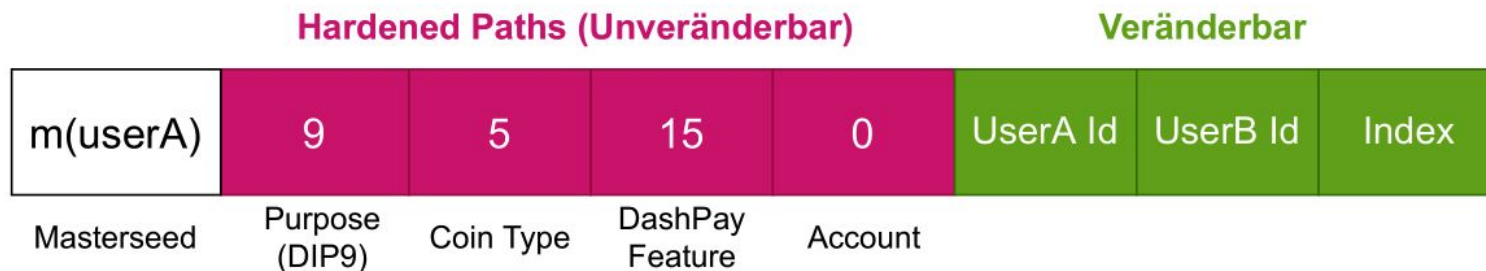 Hardened Paths (Unveränderbar) Veränderbar
m(userA) 9 5 15 0 UserA Id UserB Id Index
Masterseed Purpose (DIP9) Coin Type DashPay Feature Account